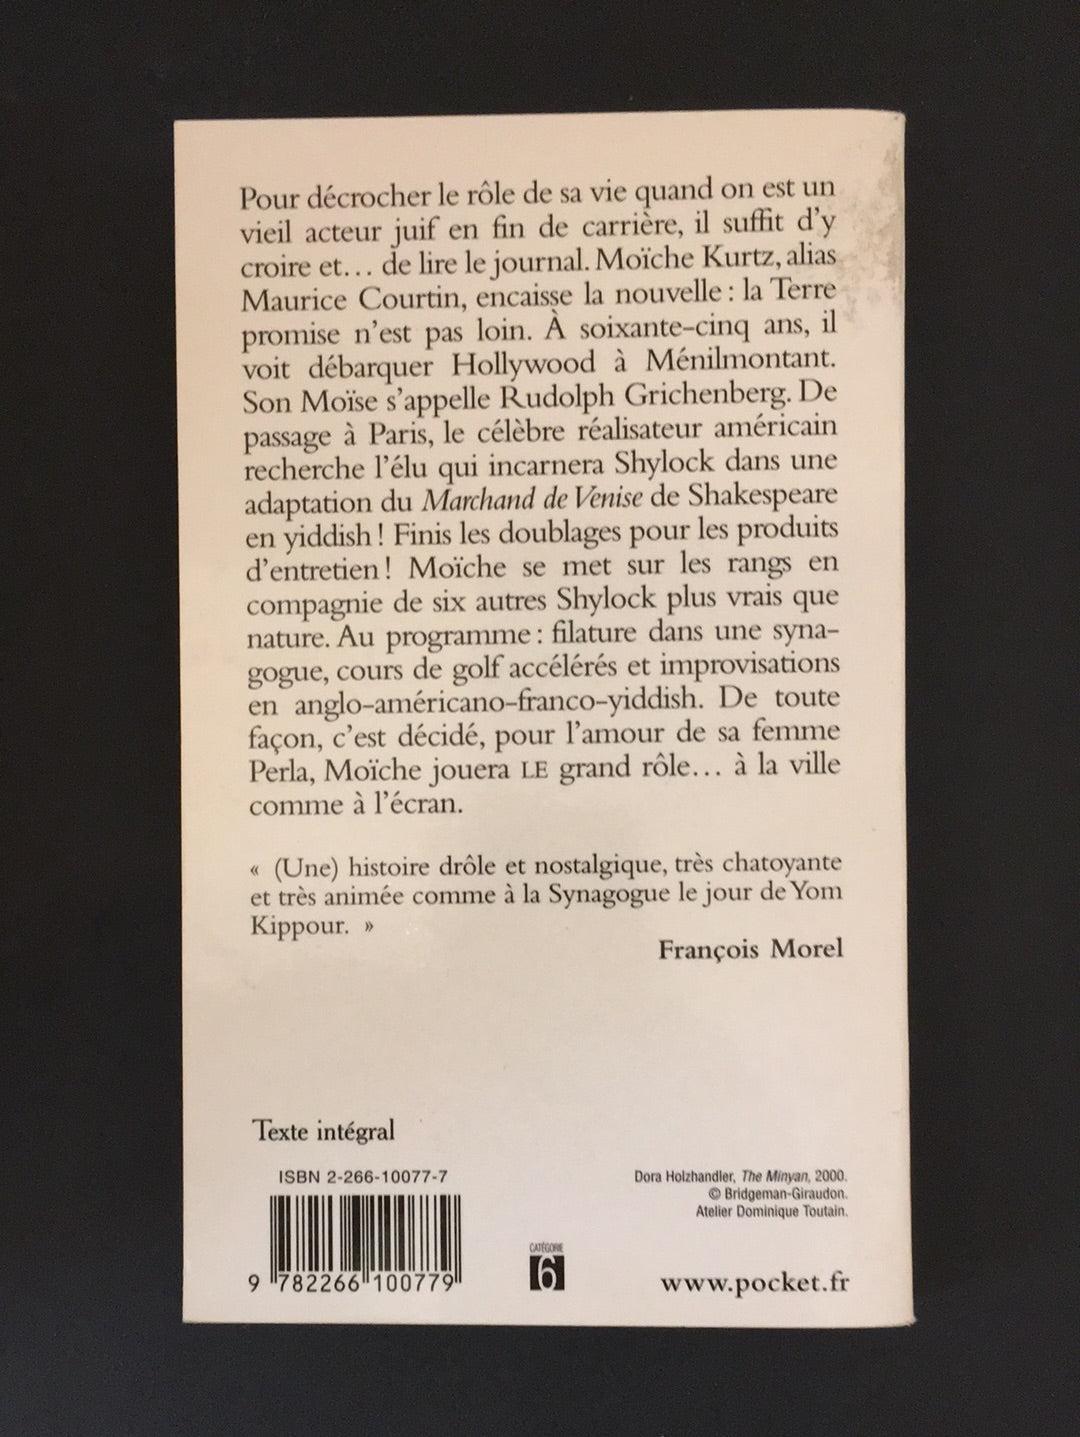 Pour décrocher le rôle de sa vie quand on est un
vieil acteur juif en fin de carrière, il suffit d'y
croire et... de lire le journal. Moïche Kurtz, alias
Maurice Courtin, encaisse la nouvelle : la Terre
promise n'est pas loin. À soixante-cinq ans, il
voit débarquer Hollywood à Ménilmontant.
Son Moïse s'appelle Rudolph Grichenberg. De
passage à Paris, le célèbre réalisateur américain
recherche l'élu qui incarnera Shylock dans une
adaptation du Marchand de Venise de Shakespeare
en yiddish ! Finis les doublages pour les produits
d'entretien ! Moïche se met sur les rangs en
compagnie de six autres Shylock plus vrais que
nature. Au programme : filature dans une syna-
gogue, cours de golf accélérés et improvisations
en anglo-américano-franco-yiddish. De toute
façon, c'est décidé, pour l'amour de sa femme
Perla, Moïche jouera LE grand rôle... à la ville
comme à l'écran.
« (Une) histoire drôle et nostalgique, très chatoyante
et très animée comme à la Synagogue le jour de Yom
Kippour. »
François Morel
Texte intégral
ISBN 2-266-10077-7
9 782266 100779
Dora Holzhandler, The Minyan, 2000.
© Bridgeman-Giraudon.
Atelier Dominique Toutain.
CATÉGORIE
6
www.pocket.fr